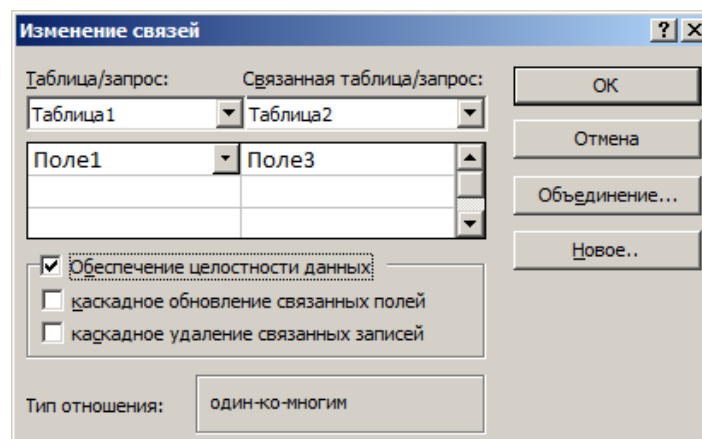 Изменение связей
Таблица/запрос: Связанная таблица/запрос:
Таблица1 Таблица2
Поле1 Поле3
Обеспечение целостности данных
каскадное обновление связанных полей
каскадное удаление связанных записей
Тип отношения: один-ко-многим
ОК
Отмена
Объединение...
Новое..